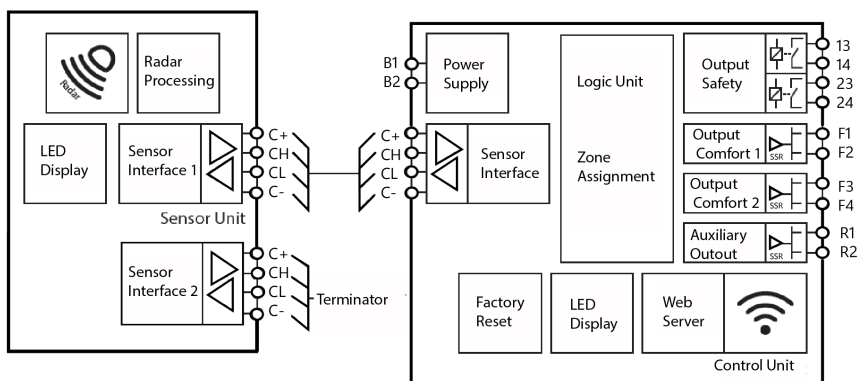 Radar
Radar
Processing
LED
Display
Sensor
Interface 1
C+
CH
CL
C-
Sensor Unit
Sensor
Interface 2
C+
CH
CL
C-
Terminator
B1
B2
Power
Supply
C+
CH
CL
C-
Sensor
Interface
Logic Unit
Zone
Assignment
Output
Safety
13
14
23
24
Output
Comfort 1
SSR
F1
F2
Output
Comfort 2
SSR
F3
F4
Auxiliary
Outout
SSR
R1
R2
Factory
Reset
LED
Display
Web
Server
Control Unit